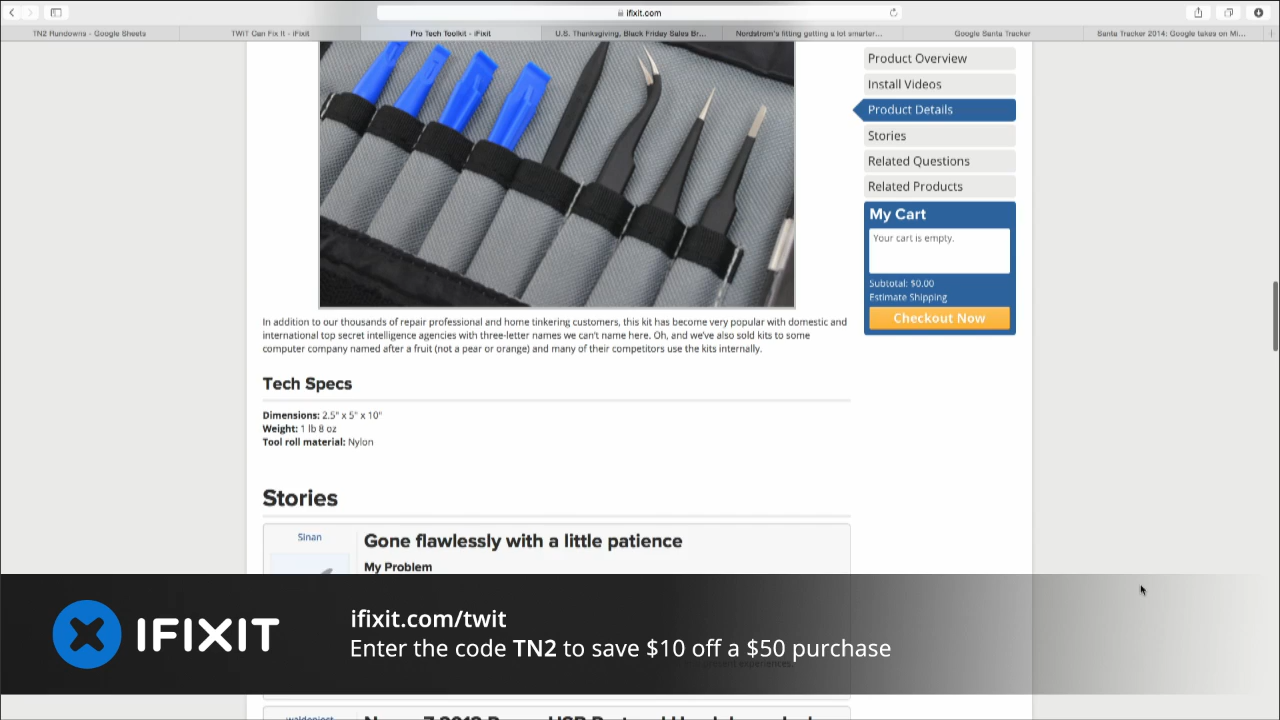 ifixit.com
TN2 Rundowns - Google Sheets
TWiT Can Fix It - iFixit
Pro Tech Toolkit - iFixit
U.S. Thanksgiving, Black Friday Sales Br...
Nordstrom's fitting getting a lot smarter...
Google Santa Tracker
Santa Tracker 2014: Google takes on Mi...
Product Overview
Install Videos
Product Details
Stories
Related Questions
Related Products
My Cart
Your cart is empty.
Subtotal: $0.00
Estimate Shipping
Checkout Now
In addition to our thousands of repair professional and home tinkering customers, this kit has become very popular with domestic and
international top secret intelligence agencies with three-letter names we can't name here. Oh, and we've also sold kits to some
computer company named after a fruit (not a pear or orange) and many of their competitors use the kits internally.
Tech Specs
Dimensions: 2.5" x 5" x 10"
Weight: 1 lb 8 oz
Tool roll material: Nylon
Stories
Sinan
Gone flawlessly with a little patience
My Problem
IFIXIT
ifixit.com/twit
Enter the code TN2 to save $10 off a $50 purchase